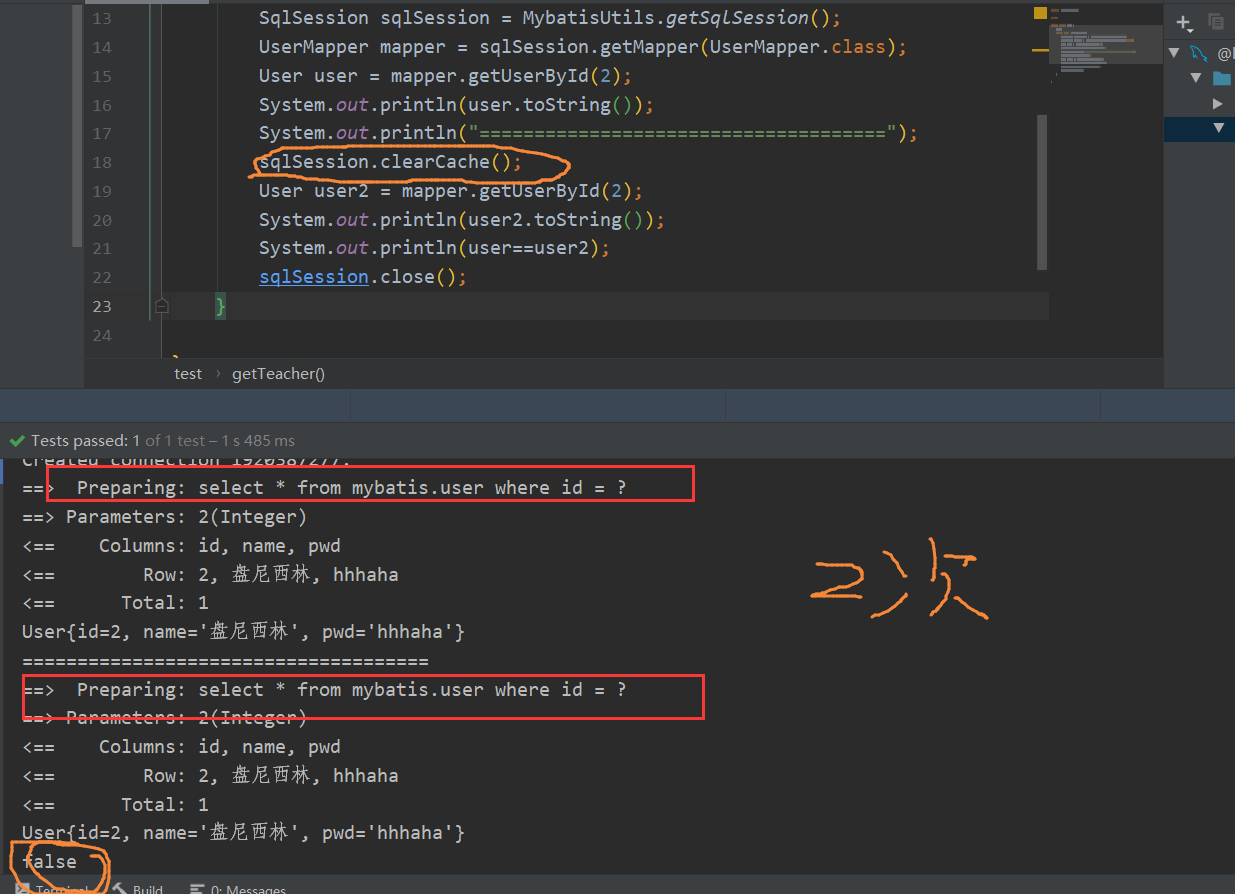 13 SqlSession sqlSession = MybatisUtils.getSqlSession();
14 UserMapper mapper = sqlSession.getMapper(UserMapper.class);
15 User user = mapper.getUserById(2);
16 System.out.println(user.toString());
17 System.out.println("=====================================");
18 sqlSession.clearCache();
19 User user2 = mapper.getUserById(2);
20 System.out.println(user2.toString());
21 System.out.println(user==user2);
22 sqlSession.close();
23 }
24
test › getTeacher()
@
Tests passed: 1 of 1 test – 1 s 485 ms
Created connection 1920387277.
==> Preparing: select * from mybatis.user where id = ?
==> Parameters: 2(Integer)
<== Columns: id, name, pwd
<== Row: 2, 盘尼西林, hhhaha
<== Total: 1
User{id=2, name='盘尼西林', pwd='hhhaha'}
=====================================
==> Preparing: select * from mybatis.user where id = ?
==> Parameters: 2(Integer)
<== Columns: id, name, pwd
<== Row: 2, 盘尼西林, hhhaha
<== Total: 1
User{id=2, name='盘尼西林', pwd='hhhaha'}
false
2次
Terminal Build 0: Messages